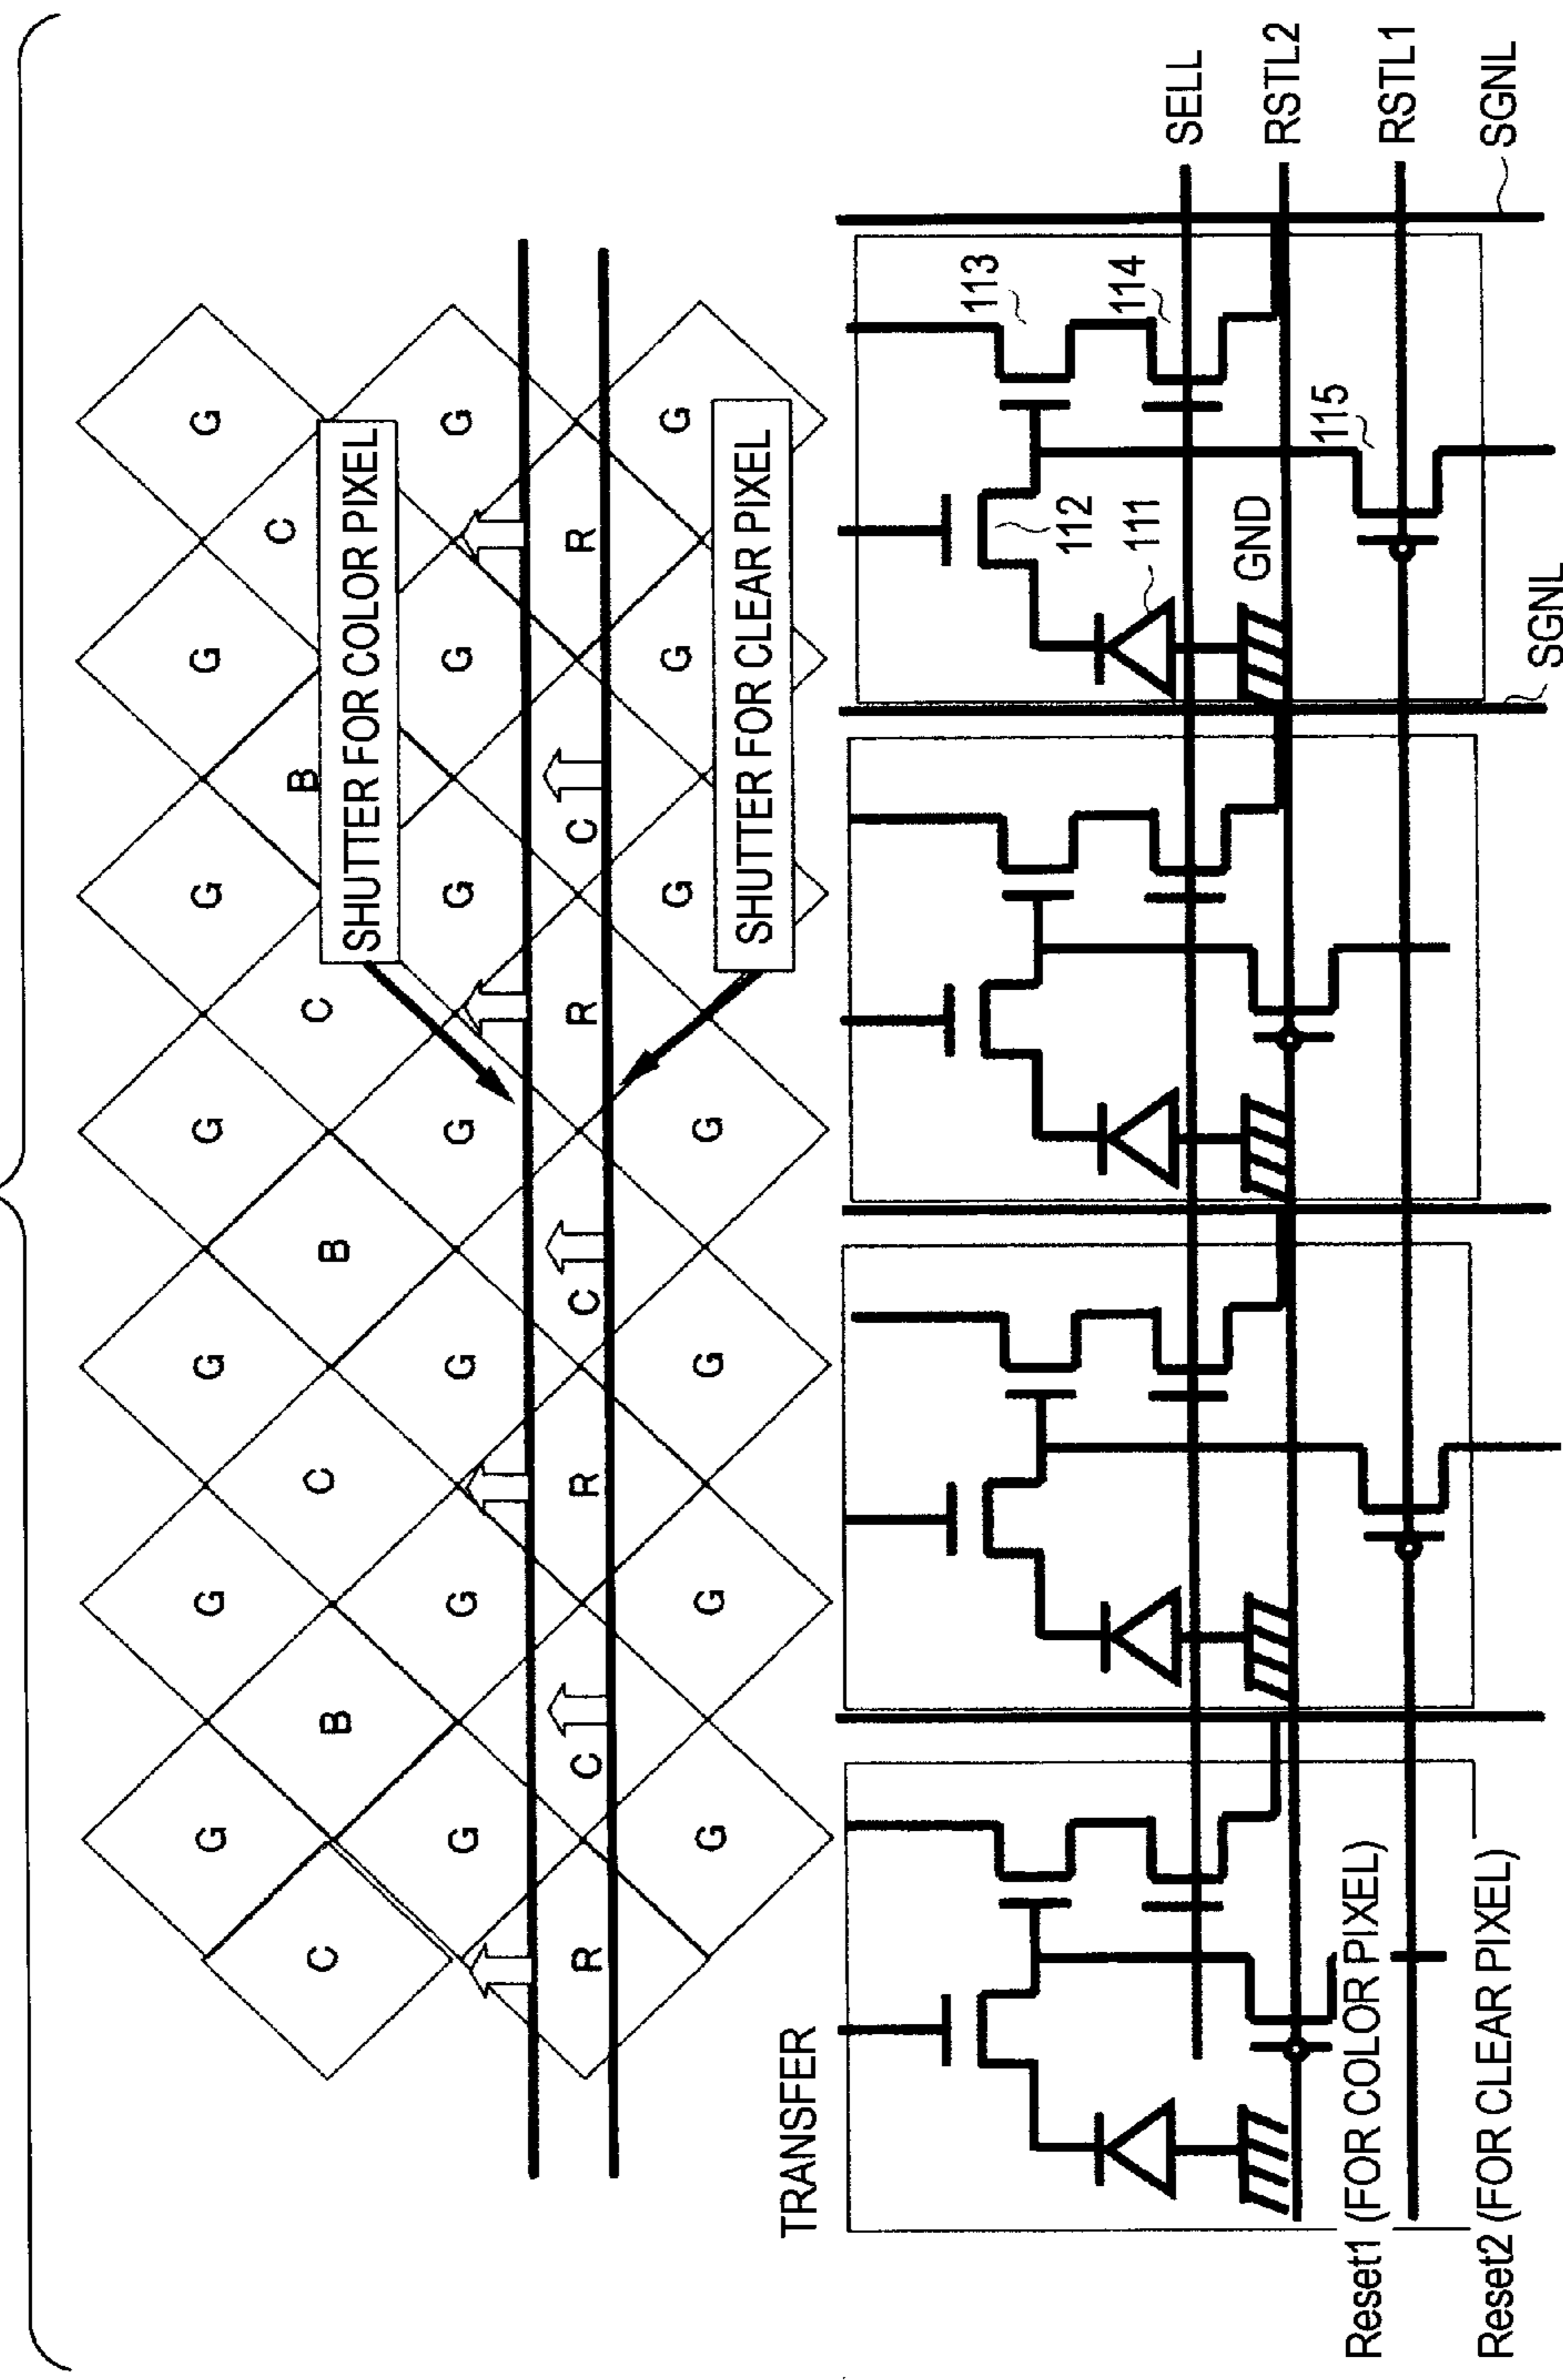 G G G G G G G
C B C B C B C
SHUTTER FOR COLOR PIXEL
G G G G G G G
R C R C R C R
G G G G G G G
SHUTTER FOR CLEAR PIXEL
TRANSFER
113
112
114
111
SELL
GND
RSTL2
115
Reset1 (FOR COLOR PIXEL)
RSTL1
Reset2 (FOR CLEAR PIXEL)
SGNL
SGNL